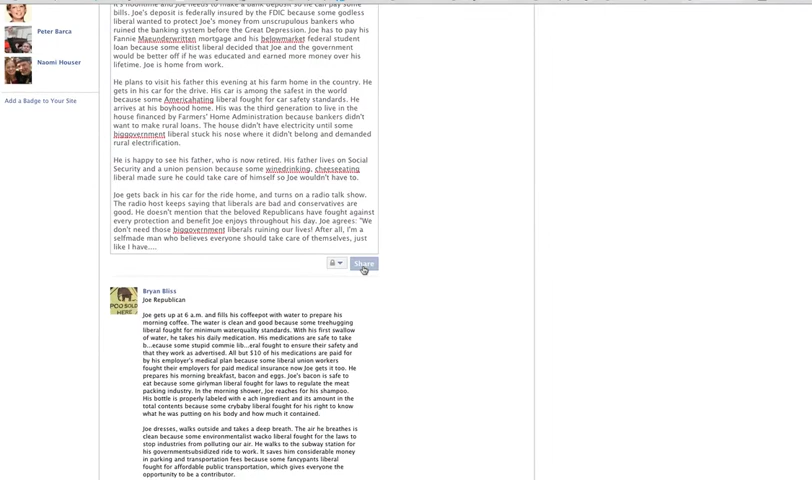 It's noontime and Joe needs to make a bank deposit so he can pay some
bills. Joe's deposit is federally insured by the FDIC because some godless
liberal wanted to protect Joe's money from unscrupulous bankers who
ruined the banking system before the Great Depression. Joe has to pay his
Fannie Maeunderwritten mortgage and his belowmarket federal student
loan because some elitist liberal decided that Joe and the government
would be better off if he was educated and earned more money over his
lifetime. Joe is home from work.
Peter Barca
Naomi Houser
Add a Badge to Your Site
He plans to visit his father this evening at his farm home in the country. He
gets in his car for the drive. His car is among the safest in the world
because some Americahating liberal fought for car safety standards. He
arrives at his boyhood home. His was the third generation to live in the
house financed by Farmers' Home Administration because bankers didn't
want to make rural loans. The house didn't have electricity until some
biggovernment liberal stuck his nose where it didn't belong and demanded
rural electrification.
He is happy to see his father, who is now retired. His father lives on Social
Security and a union pension because some winedrinking, cheeseeating
liberal made sure he could take care of himself so Joe wouldn't have to.
Joe gets back in his car for the ride home, and turns on a radio talk show.
The radio host keeps saying that liberals are bad and conservatives are
good. He doesn't mention that the beloved Republicans have fought against
every protection and benefit Joe enjoys throughout his day. Joe agrees: "We
don't need those biggovernment liberals ruining our lives! After all, I'm a
selfmade man who believes everyone should take care of themselves, just
like I have....
Share
Bryan Bliss
Joe Republican
POO SOLD
HERE
Joe gets up at 6 a.m. and fills his coffeepot with water to prepare his
morning coffee. The water is clean and good because some treehugging
liberal fought for minimum waterquality standards. With his first swallow
of water, he takes his daily medication. His medications are safe to take
b...ecause some stupid commie lib...eral fought to ensure their safety and
that they work as advertised. All but $10 of his medications are paid for
by his employer's medical plan because some liberal union workers
fought their employers for paid medical insurance now Joe gets it too. He
prepares his morning breakfast, bacon and eggs. Joe's bacon is safe to
eat because some girlyman liberal fought for laws to regulate the meat
packing industry. In the morning shower, Joe reaches for his shampoo.
His bottle is properly labeled with e ach ingredient and its amount in the
total contents because some crybaby liberal fought for his right to know
what he was putting on his body and how much it contained.
Joe dresses, walks outside and takes a deep breath. The air he breathes is
clean because some environmentalist wacko liberal fought for the laws to
stop industries from polluting our air. He walks to the subway station for
his governmentsubsidized ride to work. It saves him considerable money
in parking and transportation fees because some fancypants liberal
fought for affordable public transportation, which gives everyone the
opportunity to be a contributor.